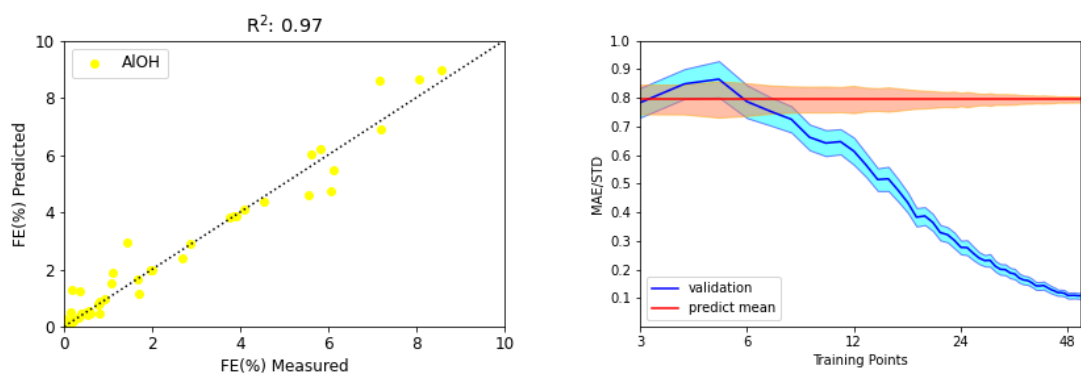 R²: 0.97
AlOH
FE(%) Predicted
10
8
6
4
2
0
0 2 4 6 8 10
FE(%) Measured
MAE/STD
1.0
0.9
0.8
0.7
0.6
0.5
0.4
0.3
0.2
0.1
validation
predict mean
3 6 12 24 48
Training Points